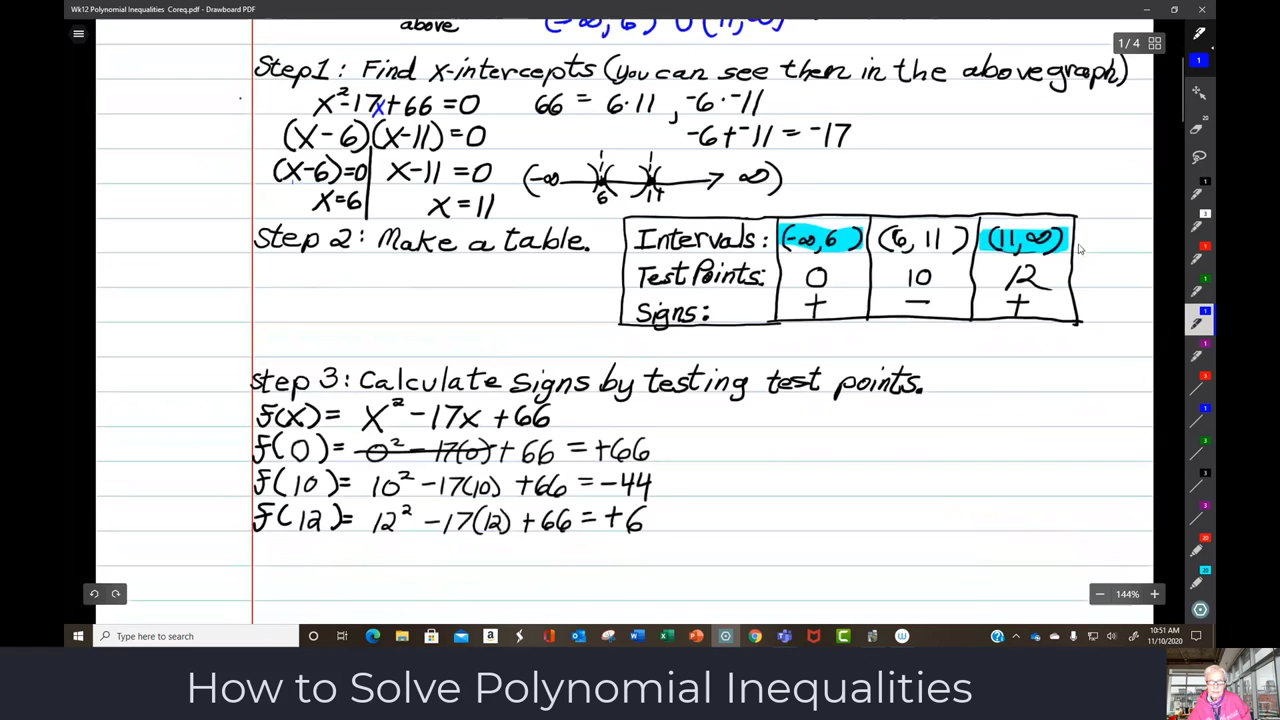 Wk12 Polynomial Inequalities Coreq.pdf - Drawboard PDF
above (-∞, 6) ∪ (11, ∞)
1 / 4
Step 1: Find x-intercepts (you can see them in the above graph)
x²-17x+66 =0 66 = 6·11 , -6·-11
(x-6)(x-11)=0 -6+-11 = -17
(x-6)=0 x-11 =0 (-∞ ∞)
x=6 x=11 6 11
Step 2: Make a table.
Intervals: (-∞,6) (6, 11) (11,∞)
Test Points: 0 10 12
Signs: + - +
Step 3: Calculate signs by testing test points.
f(x)= x²-17x+66
f(0)= 0²-17(0)+66 =+66
f(10)= 10²-17(10) +66 =-44
f(12)= 12²-17(12)+66=+6
144%
Type here to search
10:51 AM
11/10/2020
How to Solve Polynomial Inequalities